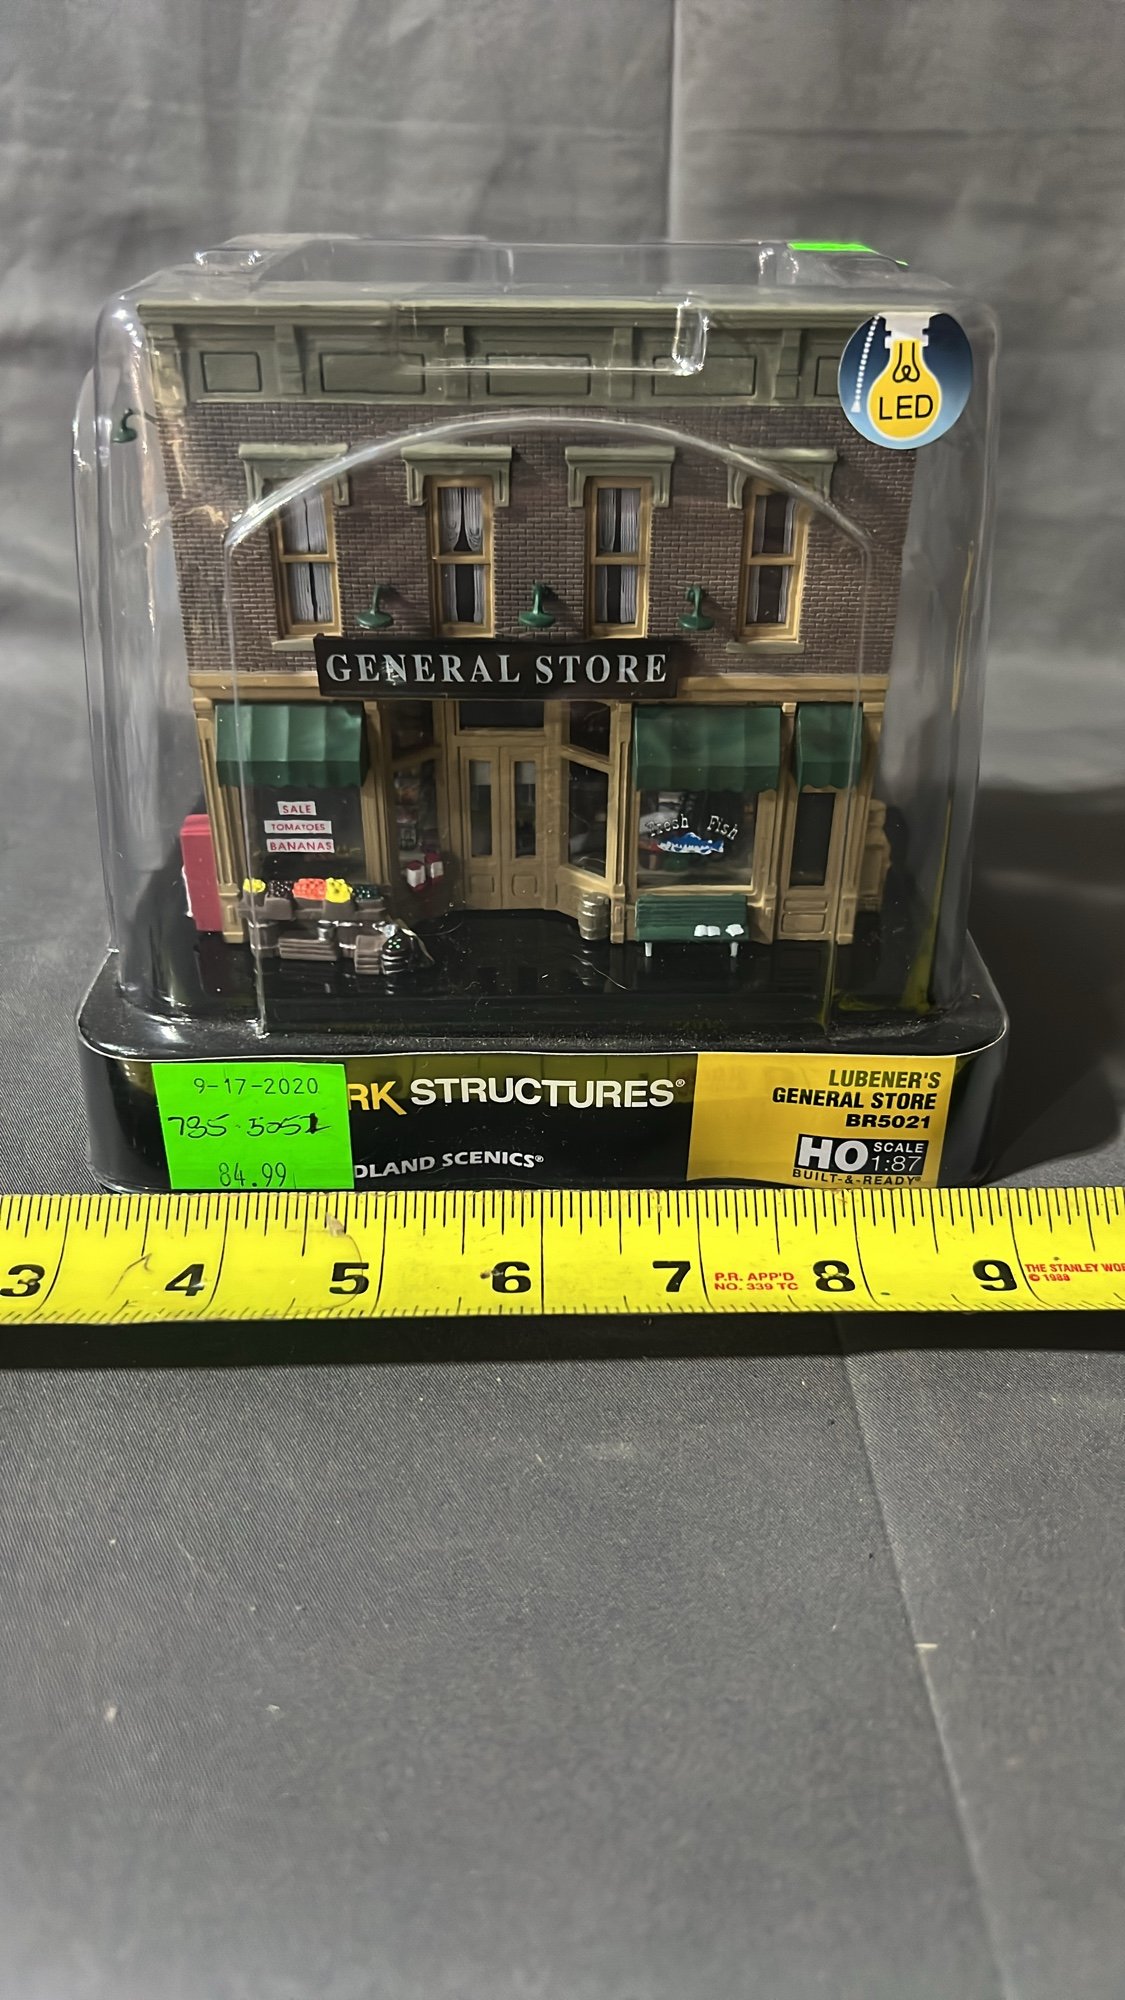 LED
GENERAL STORE
SALE
TOMATOES
BANANAS
Fresh Fish
9-17-2020
785-5051
84.99
RK STRUCTURES®
DLAND SCENICS®
LUBENER'S
GENERAL STORE
BR5021
HO SCALE
1:87
BUILT-&-READY®
3 4 5 6 7 8 9
P.R. APP'D
NO. 339 TC
THE STANLEY WOR
© 1988